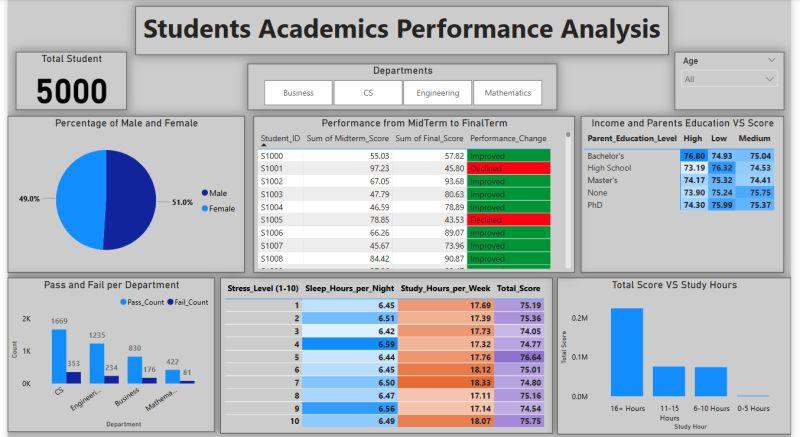 Students Academics Performance Analysis
Total Student
5000
Departments
Business CS Engineering Mathematics
Age
All
Percentage of Male and Female
49.0%
51.0%
Male
Female
Performance from MidTerm to FinalTerm
Student_ID Sum of Midterm_Score Sum of Final_Score Performance_Change
S1000 55.03 57.82 Improved
S1001 97.23 45.80 Declined
S1002 67.05 93.68 Improved
S1003 47.79 80.63 Improved
S1004 46.59 78.89 Improved
S1005 78.85 43.53 Declined
S1006 66.26 89.07 Improved
S1007 45.67 73.96 Improved
S1008 84.42 90.87 Improved
Income and Parents Education VS Score
Parent_Education_Level High Low Medium
Bachelor's 76.80 74.93 75.04
High School 73.19 76.32 74.53
Master's 74.17 75.32 74.41
None 73.90 75.24 75.75
PhD 74.30 75.99 75.37
Pass and Fail per Department
Pass_Count Fail_Count
Count
2K
1K
0K
1669
353
1235
234
830
176
422
81
CS
Engineeri...
Business
Mathema...
Department
Stress_Level (1-10) Sleep_Hours_per_Night Study_Hours_per_Week Total_Score
1 6.45 17.69 75.19
2 6.51 17.39 75.36
3 6.42 17.73 74.05
4 6.59 17.32 74.77
5 6.44 17.76 76.64
6 6.45 18.12 75.01
7 6.50 18.33 74.80
8 6.47 17.11 75.16
9 6.56 17.14 74.54
10 6.49 18.07 75.75
Total Score VS Study Hours
Total Score
0.2M
0.1M
0.0M
16+ Hours
11-15
Hours
6-10 Hours
0-5 Hours
Study Hour